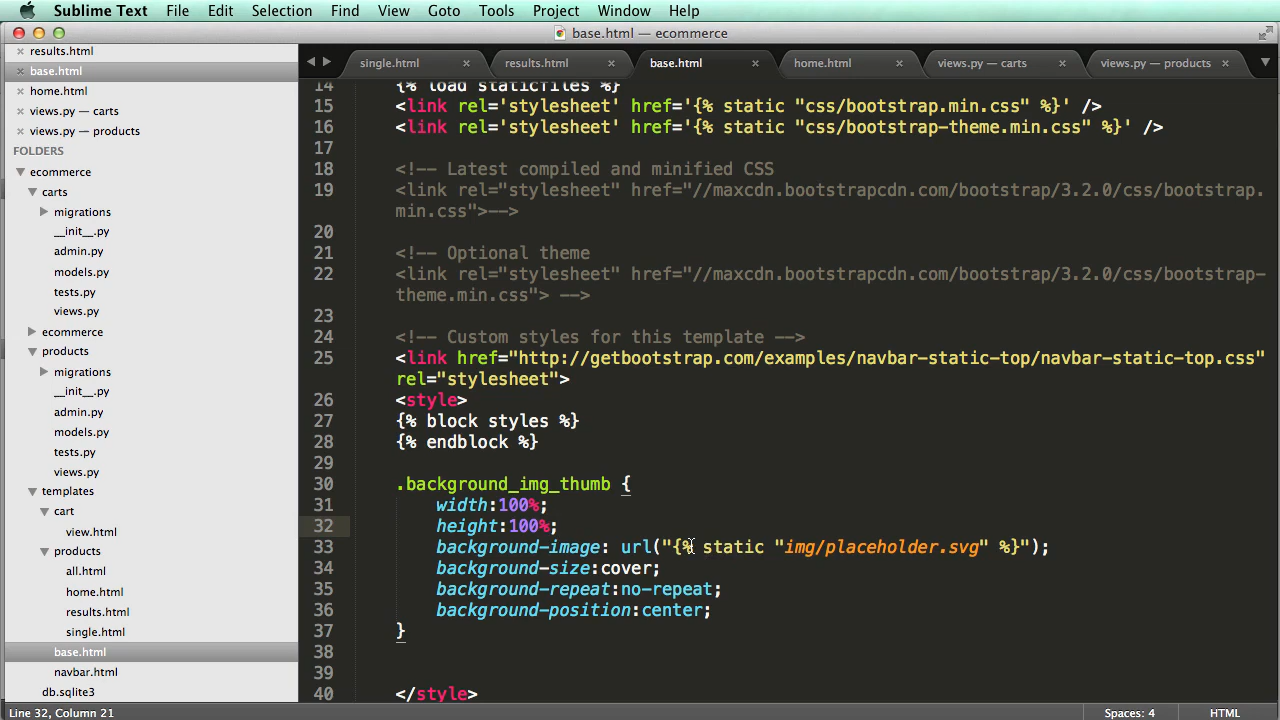 Sublime Text File Edit Selection Find View Goto Tools Project Window Help
base.html — ecommerce
results.html
base.html
home.html
views.py — carts
views.py — products
FOLDERS
ecommerce
carts
migrations
__init__.py
admin.py
models.py
tests.py
views.py
ecommerce
products
migrations
__init__.py
admin.py
models.py
tests.py
views.py
templates
cart
view.html
products
all.html
home.html
results.html
single.html
base.html
navbar.html
db.sqlite3
single.html × results.html × base.html × home.html × views.py — carts × views.py — products ×
14 {% load staticfiles %}
15 <link rel='stylesheet' href='{% static "css/bootstrap.min.css" %}' />
16 <link rel='stylesheet' href='{% static "css/bootstrap-theme.min.css" %}' />
17
18 <!-- Latest compiled and minified CSS
19 <link rel="stylesheet" href="//maxcdn.bootstrapcdn.com/bootstrap/3.2.0/css/bootstrap.
min.css">-->
20
21 <!-- Optional theme
22 <link rel="stylesheet" href="//maxcdn.bootstrapcdn.com/bootstrap/3.2.0/css/bootstrap-
theme.min.css"> -->
23
24 <!-- Custom styles for this template -->
25 <link href="http://getbootstrap.com/examples/navbar-static-top/navbar-static-top.css"
rel="stylesheet">
26 <style>
27 {% block styles %}
28 {% endblock %}
29
30 .background_img_thumb {
31 width:100%;
32 height:100%;
33 background-image: url("{% static "img/placeholder.svg" %}");
34 background-size:cover;
35 background-repeat:no-repeat;
36 background-position:center;
37 }
38
39
40 </style>
Line 32, Column 21 Spaces: 4 HTML